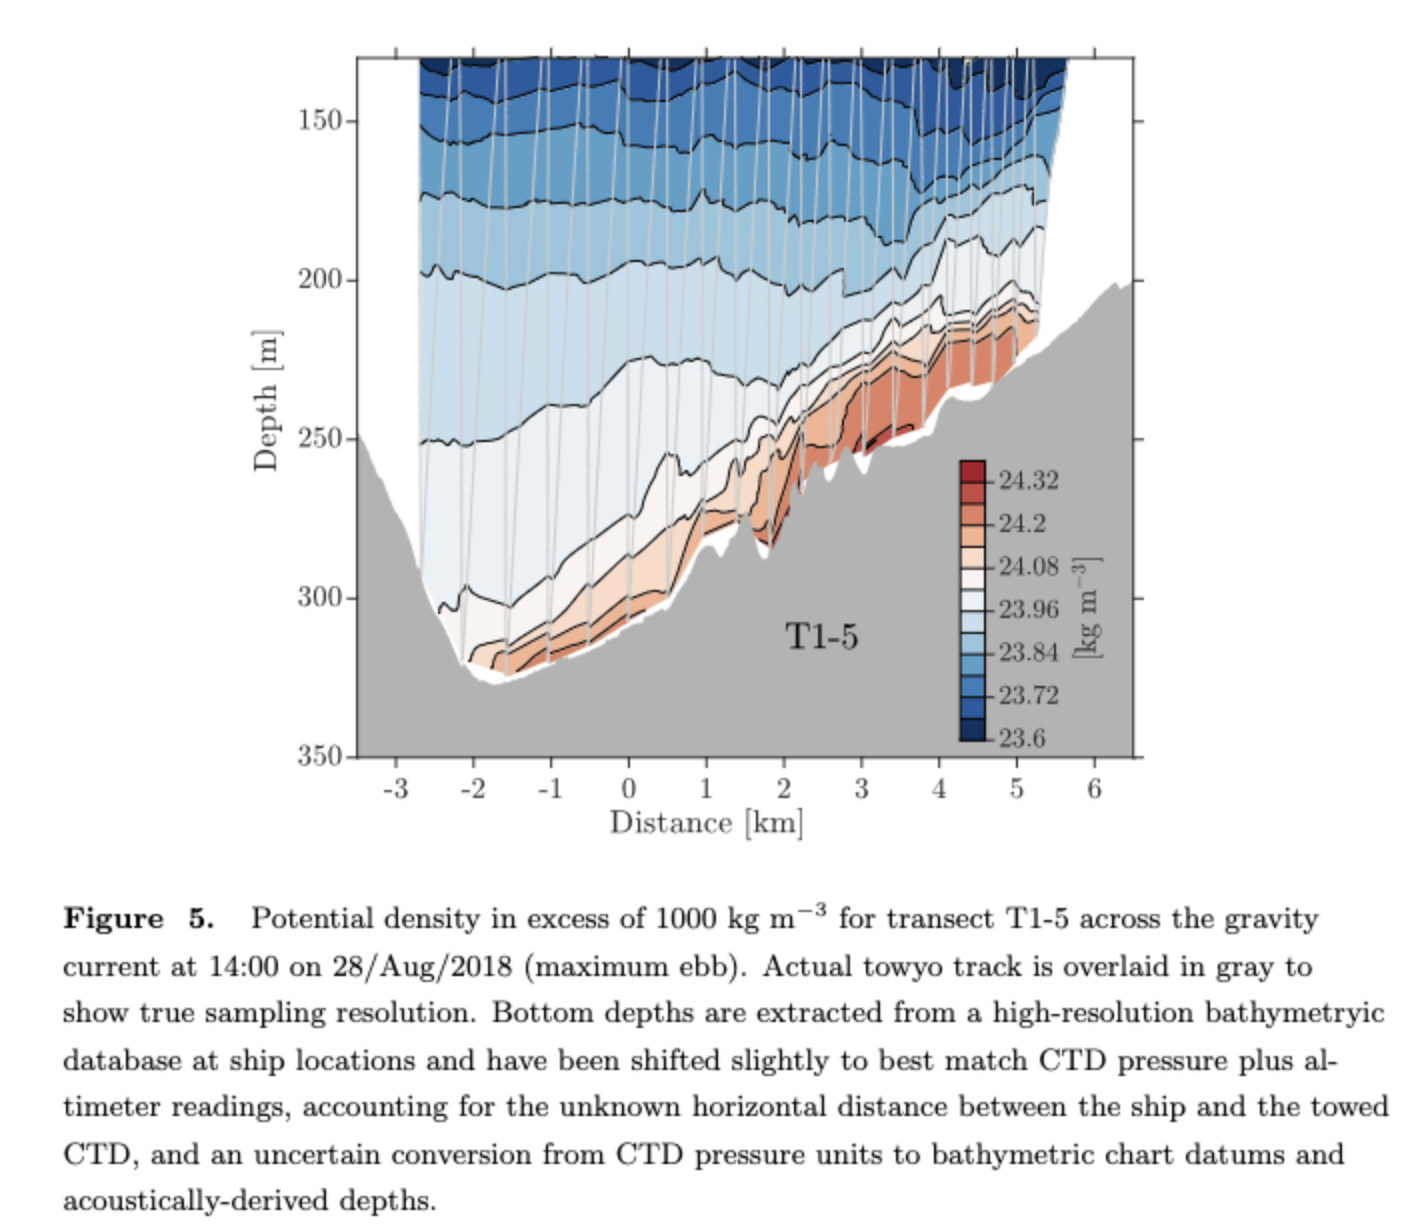 150
200
250
300
350
Depth [m]
-3 -2 -1 0 1 2 3 4 5 6
Distance [km]
T1-5
24.32
24.2
24.08
23.96
23.84
23.72
23.6
[kg m−3]
Figure 5. Potential density in excess of 1000 kg m−3 for transect T1-5 across the gravity
current at 14:00 on 28/Aug/2018 (maximum ebb). Actual towyo track is overlaid in gray to
show true sampling resolution. Bottom depths are extracted from a high-resolution bathymetryic
database at ship locations and have been shifted slightly to best match CTD pressure plus al-
timeter readings, accounting for the unknown horizontal distance between the ship and the towed
CTD, and an uncertain conversion from CTD pressure units to bathymetric chart datums and
acoustically-derived depths.